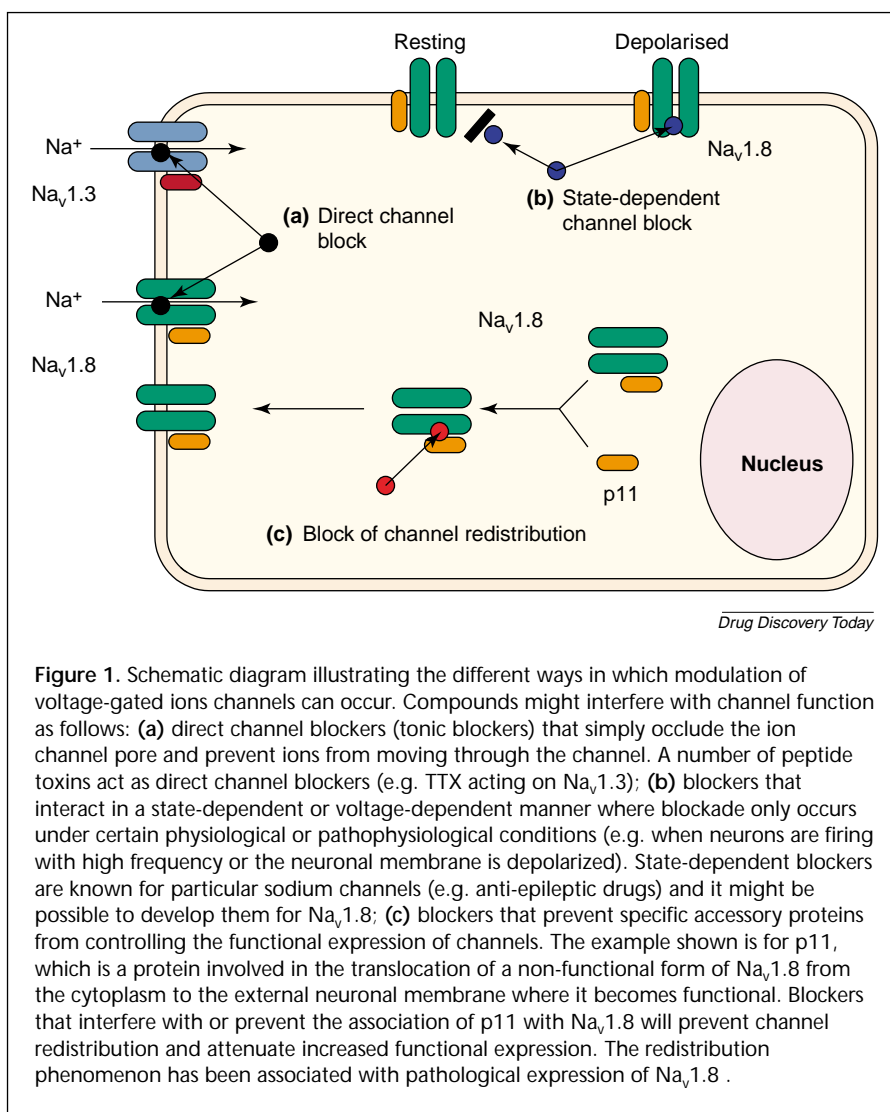 Resting
Depolarised
Na⁺
Naᵥ1.3
Naᵥ1.8
(a) Direct channel
block
(b) State-dependent
channel block
Na⁺
Naᵥ1.8
Naᵥ1.8
Nucleus
p11
(c) Block of channel redistribution
Drug Discovery Today
Figure 1. Schematic diagram illustrating the different ways in which modulation of
voltage-gated ions channels can occur. Compounds might interfere with channel function
as follows: (a) direct channel blockers (tonic blockers) that simply occlude the ion
channel pore and prevent ions from moving through the channel. A number of peptide
toxins act as direct channel blockers (e.g. TTX acting on Naᵥ1.3); (b) blockers that
interact in a state-dependent or voltage-dependent manner where blockade only occurs
under certain physiological or pathophysiological conditions (e.g. when neurons are firing
with high frequency or the neuronal membrane is depolarized). State-dependent blockers
are known for particular sodium channels (e.g. anti-epileptic drugs) and it might be
possible to develop them for Naᵥ1.8; (c) blockers that prevent specific accessory proteins
from controlling the functional expression of channels. The example shown is for p11,
which is a protein involved in the translocation of a non-functional form of Naᵥ1.8 from
the cytoplasm to the external neuronal membrane where it becomes functional. Blockers
that interfere with or prevent the association of p11 with Naᵥ1.8 will prevent channel
redistribution and attenuate increased functional expression. The redistribution
phenomenon has been associated with pathological expression of Naᵥ1.8 .